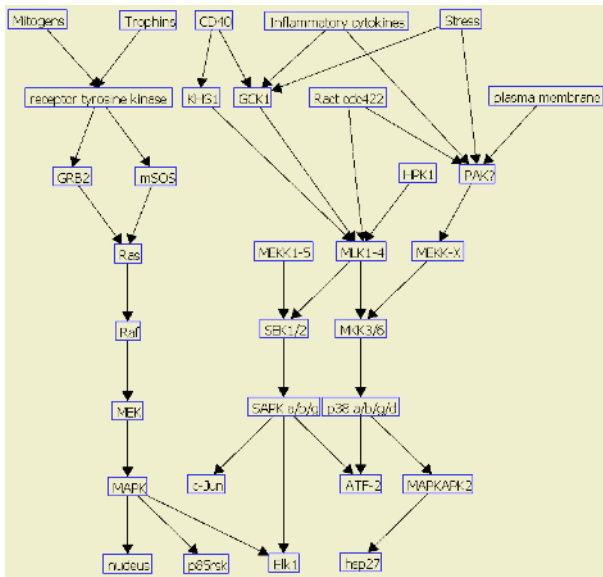 Mitogens
Trophins
CD40
Inflammatory cytokines
Stress
receptor tyrosine kinase
KHS1
GCK1
plasma membrane
GRB2
mSOS
HPK1
PAK?
Ras
MEKK1-5
MLK1-4
MEKK-X
Raf
SEK1/2
MKK3/6
MEK
SAPK a/b/g
p38 a/b/g/d
MAPK
c-Jun
ATF-2
MAPKAPK2
nucleus
p85rsk
Elk1
hsp27